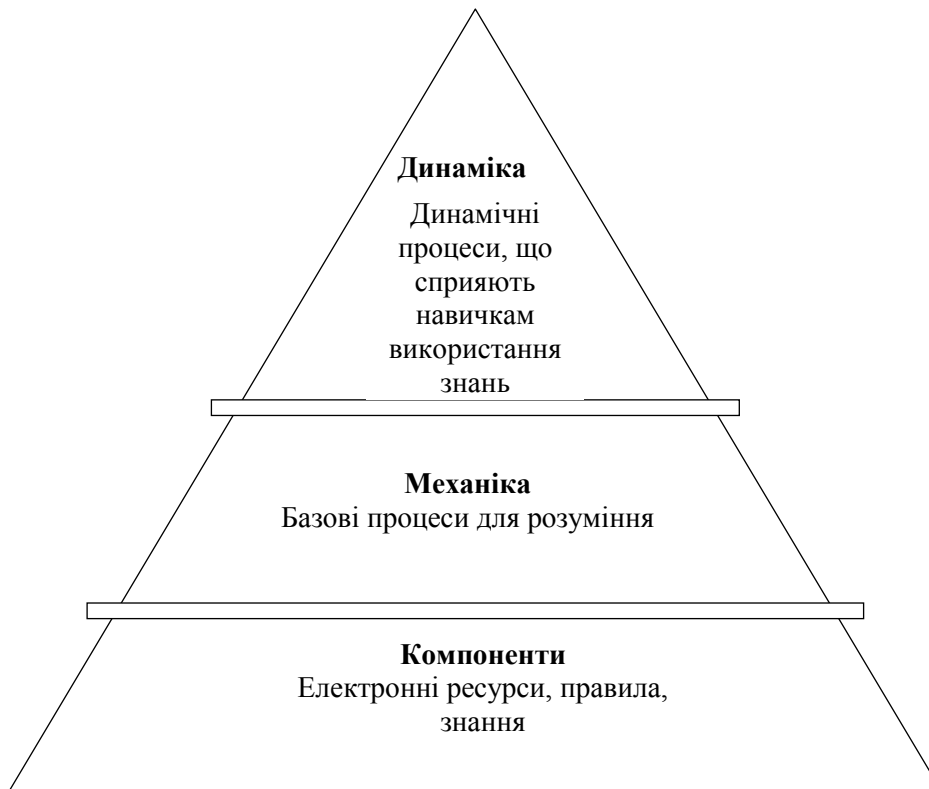 Динаміка
Динамічні
процеси, що
сприяють
навичкам
використання
знань
Механіка
Базові процеси для розуміння
Компоненти
Електронні ресурси, правила,
знання